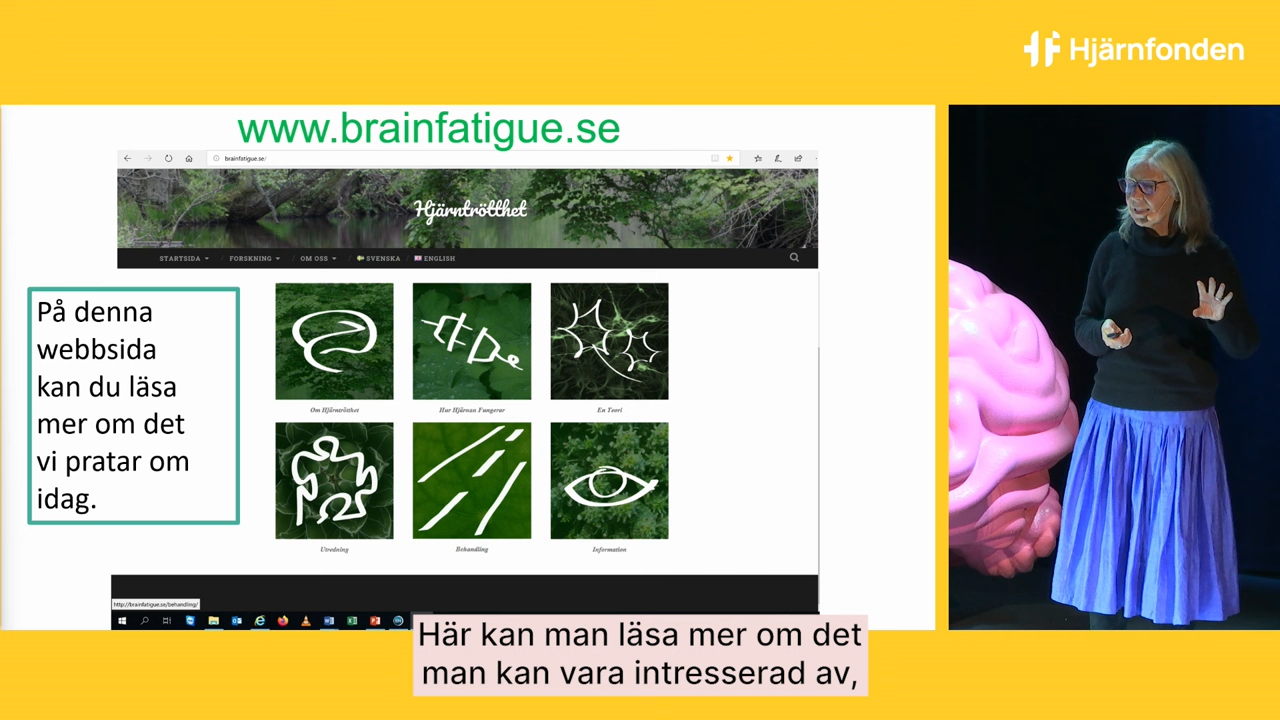 Hjärnfonden
www.brainfatigue.se
brainfatigue.se/
Hjärntrötthet
STARTSIDA / FORSKNING / OM OSS / SVENSKA / ENGLISH
På denna
webbsida
kan du läsa
mer om det
vi pratar om
idag.
Om Hjärntrötthet
Hur Hjärnan Fungerar
En Teori
Utredning
Behandling
Information
http://brainfatigue.se/behandling/
Här kan man läsa mer om det
man kan vara intresserad av,